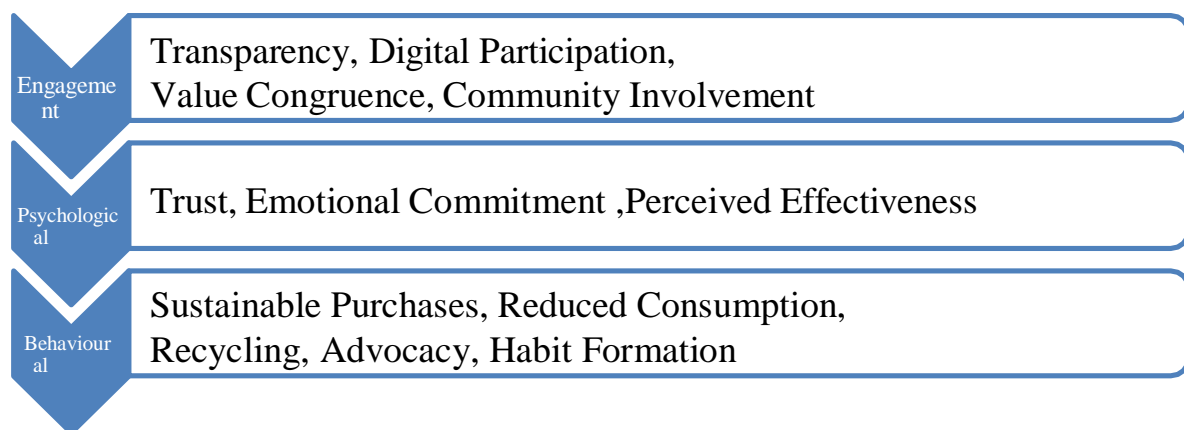 Engageme
nt
Transparency, Digital Participation,
Value Congruence, Community Involvement
Psychologic
al
Trust, Emotional Commitment ,Perceived Effectiveness
Behaviour
al
Sustainable Purchases, Reduced Consumption,
Recycling, Advocacy, Habit Formation